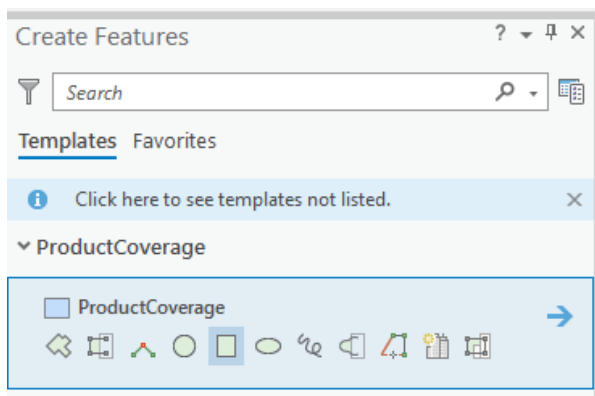 Create Features
Search
Templates Favorites
Click here to see templates not listed.
ProductCoverage
ProductCoverage